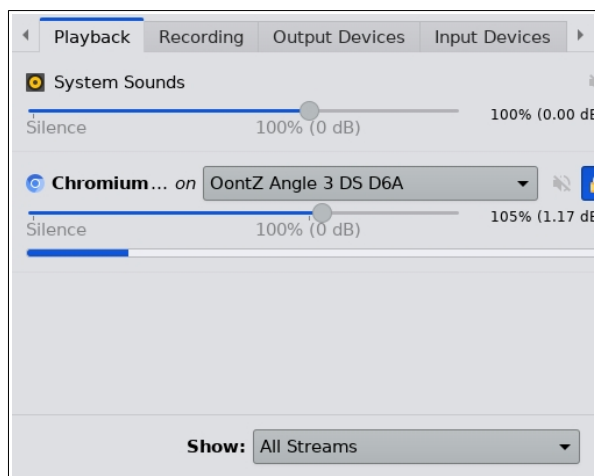 Playback Recording Output Devices Input Devices
System Sounds
100% (0.00 dB
Silence 100% (0 dB)
Chromium... on OontZ Angle 3 DS D6A
105% (1.17 dB
Silence 100% (0 dB)
Show: All Streams